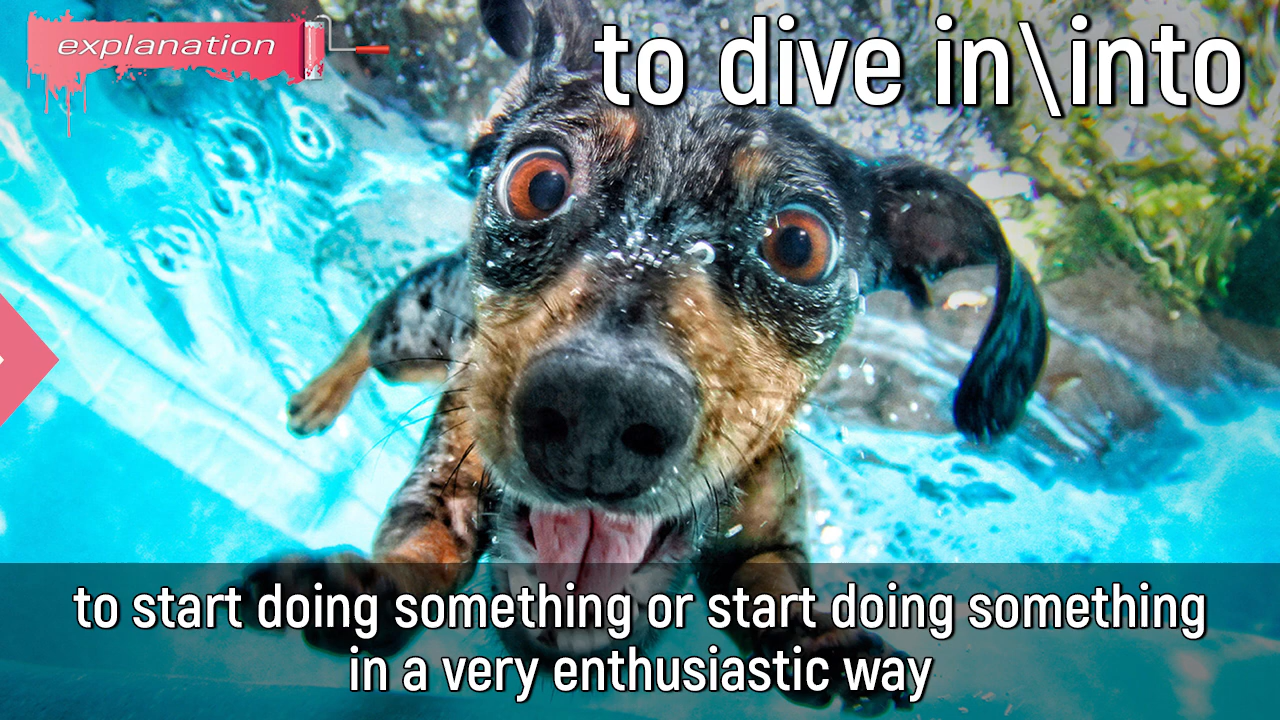 explanation
to dive in\into
to start doing something or start doing something
in a very enthusiastic way